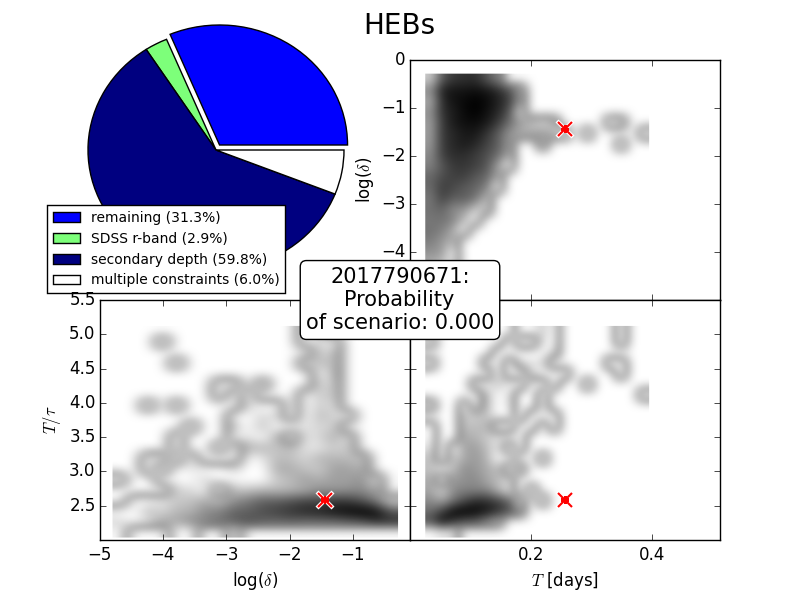 HEBs
0
−1
−2
−3
−4
log(δ)
remaining (31.3%)
SDSS r-band (2.9%)
secondary depth (59.8%)
multiple constraints (6.0%)
2017790671:
Probability
of scenario: 0.000
5.5
5.0
4.5
4.0
3.5
3.0
2.5
T/τ
−5 −4 −3 −2 −1
log(δ)
0.2 0.4
T [days]